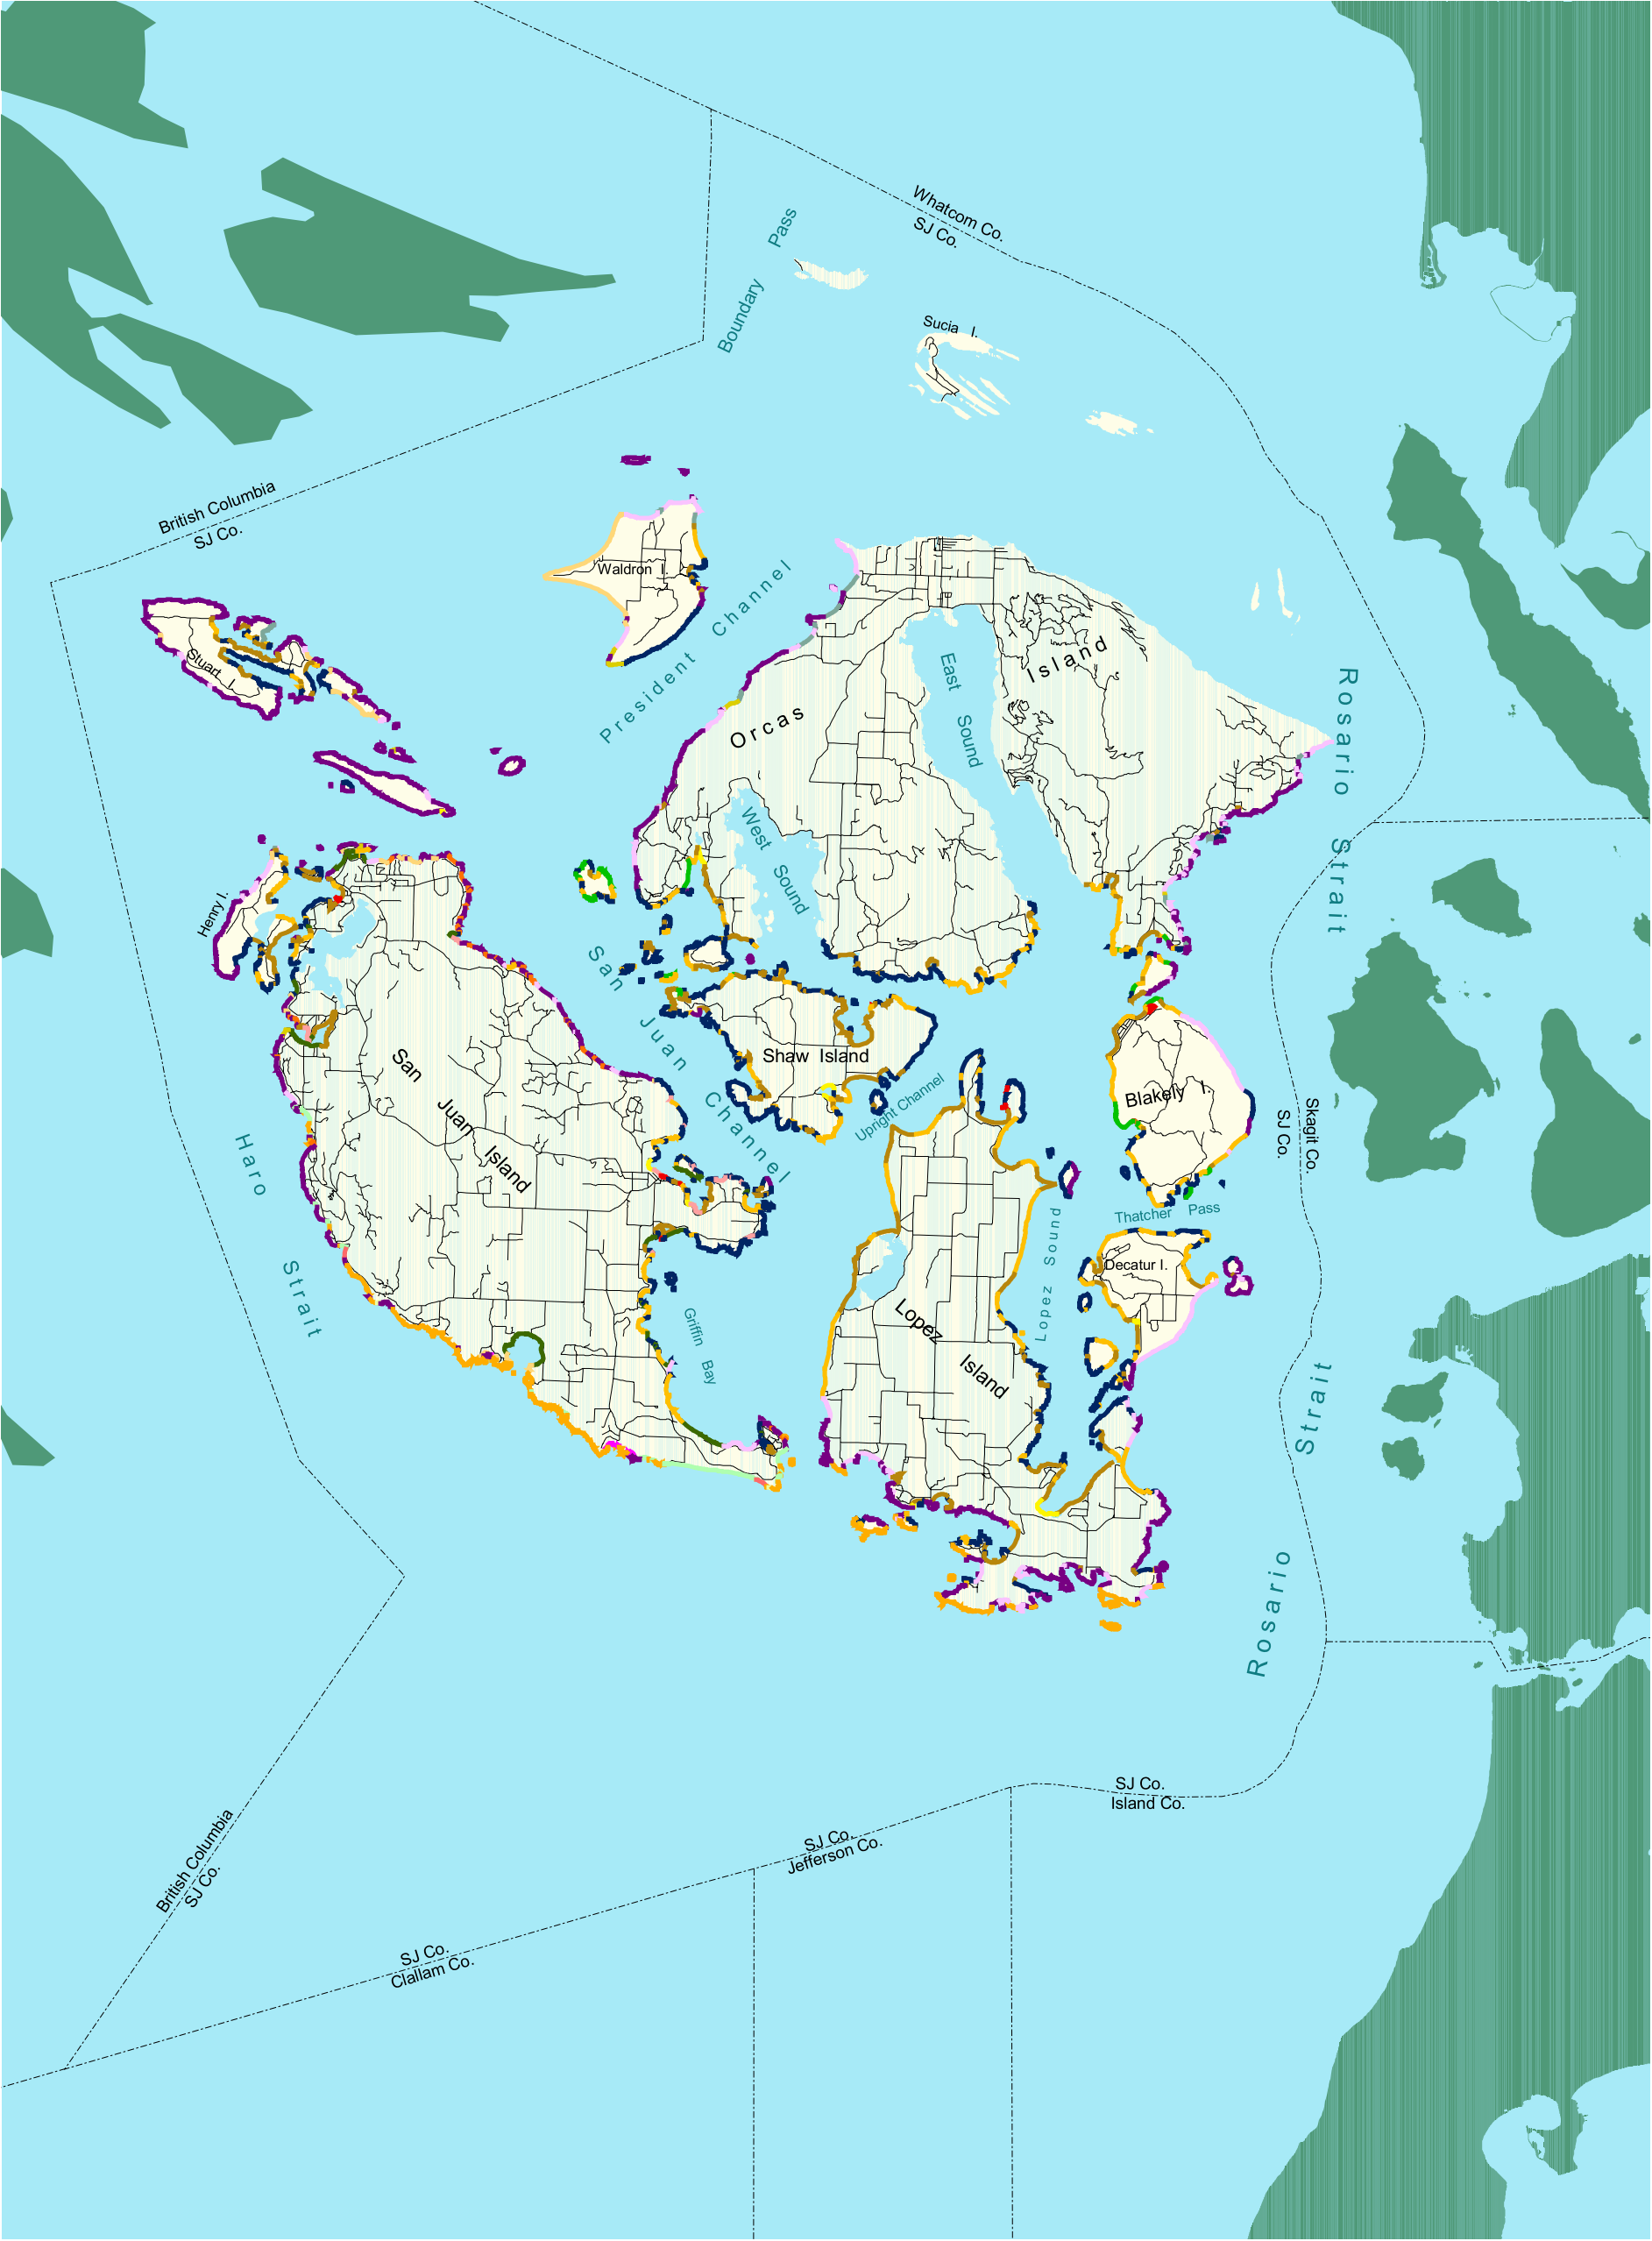 Whatcom Co.
SJ Co.
Boundary Pass
Sucia I.
British Columbia
SJ Co.
Waldron I.
President Channel
Stuart I.
Orcas Island
East Sound
West Sound
Rosario Strait
Henry I.
San Juan Channel
Shaw Island
Upright Channel
Blakely I.
San Juan Island
Haro Strait
Skagit Co.
SJ Co.
Thatcher Pass
Decatur I.
Lopez Sound
Griffin Bay
Lopez Island
Rosario Strait
SJ Co.
Island Co.
SJ Co.
Jefferson Co.
British Columbia
SJ Co.
SJ Co.
Clallam Co.